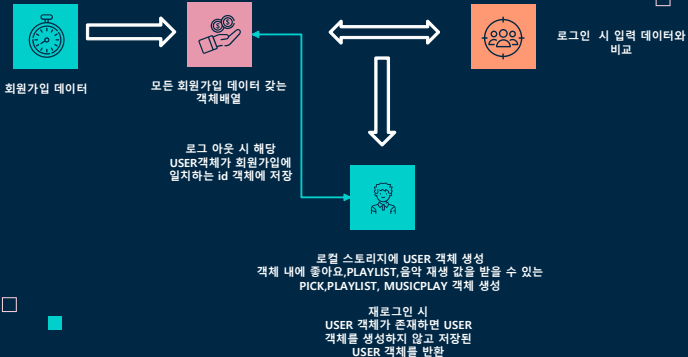 회원가입 데이터
모든 회원가입 데이터 갖는
객체배열
로그인 시 입력 데이터와
비교
로그 아웃 시 해당
USER객체가 회원가입에
일치하는 id 객체에 저장
로컬 스토리지에 USER 객체 생성
객체 내에 좋아요,PLAYLIST,음악 재생 값을 받을 수 있는
PICK,PLAYLIST, MUSICPLAY 객체 생성
재로그인 시
USER 객체가 존재하면 USER
객체를 생성하지 않고 저장된
USER 객체를 반환